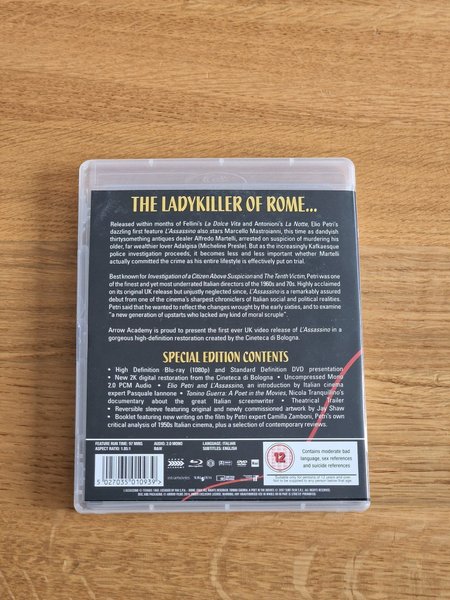 THE LADYKILLER OF ROME...
Released within months of Fellini's La Dolce Vita and Antonioni's La Notte, Elio Petri's
dazzling first feature L'Assassino also stars Marcello Mastroianni, this time as dandyish
thirtysomething antiques dealer Alfredo Martelli, arrested on suspicion of murdering his
older, far wealthier lover Adalgisa (Micheline Presle). But as the increasingly Kafkaesque
police investigation proceeds, it becomes less and less important whether Martelli
actually committed the crime as his entire lifestyle is effectively put on trial.
Best known for Investigation of a Citizen Above Suspicion and The Tenth Victim, Petri was one
of the finest and yet most underrated Italian directors of the 1960s and 70s. Highly acclaimed
on its original UK release but unjustly neglected since, L'Assassino is a remarkably assured
debut from one of the cinema's sharpest chroniclers of Italian social and political realities.
Petri said that he wanted to reflect the changes wrought by the early sixties, and to examine
"a new generation of upstarts who lacked any kind of moral scruple".
Arrow Academy is proud to present the first ever UK video release of L'Assassino in a
gorgeous high-definition restoration created by the Cineteca di Bologna.
SPECIAL EDITION CONTENTS
• High Definition Blu-ray (1080p) and Standard Definition DVD presentation
• New 2K digital restoration from the Cineteca di Bologna • Uncompressed Mono
2.0 PCM Audio • Elio Petri and L'Assassino, an introduction by Italian cinema
expert Pasquale Iannone • Tonino Guerra: A Poet in the Movies, Nicola Tranquillino's
documentary about the great Italian screenwriter • Theatrical Trailer
• Reversible sleeve featuring original and newly commissioned artwork by Jay Shaw
• Booklet featuring new writing on the film by Petri expert Camilla Zamboni, Petri's own
critical analysis of 1950s Italian cinema, plus a selection of contemporary reviews.
FEATURE RUN TIME: 97 MINS
ASPECT RATIO: 1.85:1
AUDIO: 2.0 MONO
B&W
LANGUAGE: ITALIAN
SUBTITLES: ENGLISH
12
Contains moderate bad
language, sex references
and suicide references
Suitable only for persons of 12 years and over.
5 027035 010939 >